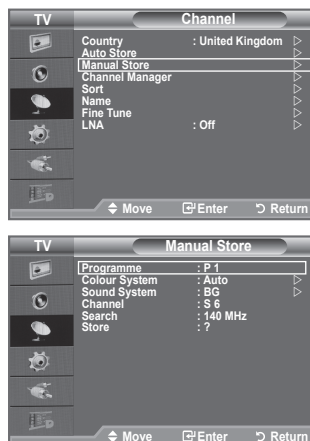 TV Channel
Country : United Kingdom
Auto Store
Manual Store
Channel Manager
Sort
Name
Fine Tune
LNA : Off
Move Enter Return
TV Manual Store
Programme : P 1
Colour System : Auto
Sound System : BG
Channel : S 6
Search : 140 MHz
Store : ?
Move Enter Return